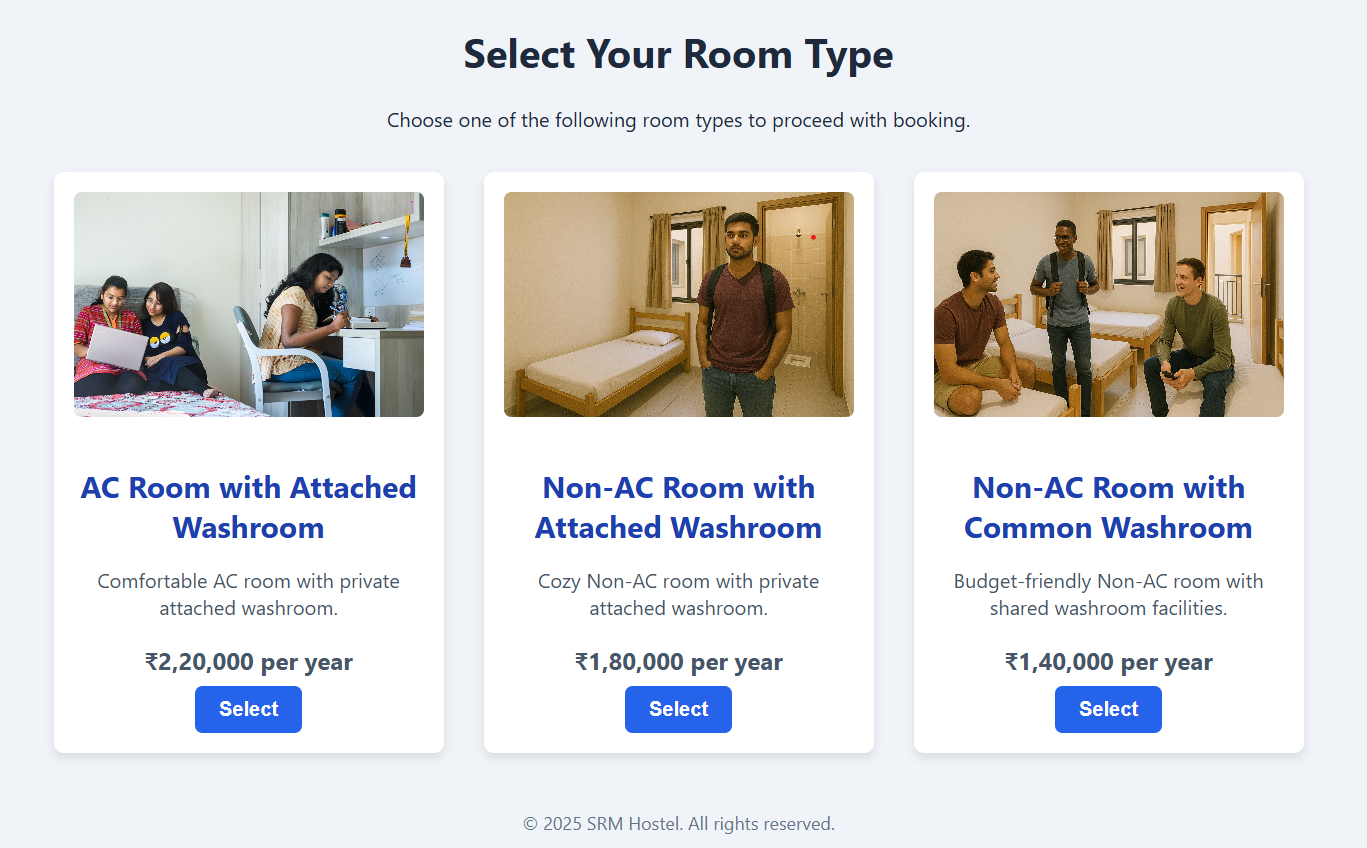 Select Your Room Type
Choose one of the following room types to proceed with booking.
AC Room with Attached
Washroom
Comfortable AC room with private
attached washroom.
₹2,20,000 per year
Select
Non-AC Room with
Attached Washroom
Cozy Non-AC room with private
attached washroom.
₹1,80,000 per year
Select
Non-AC Room with
Common Washroom
Budget-friendly Non-AC room with
shared washroom facilities.
₹1,40,000 per year
Select
© 2025 SRM Hostel. All rights reserved.